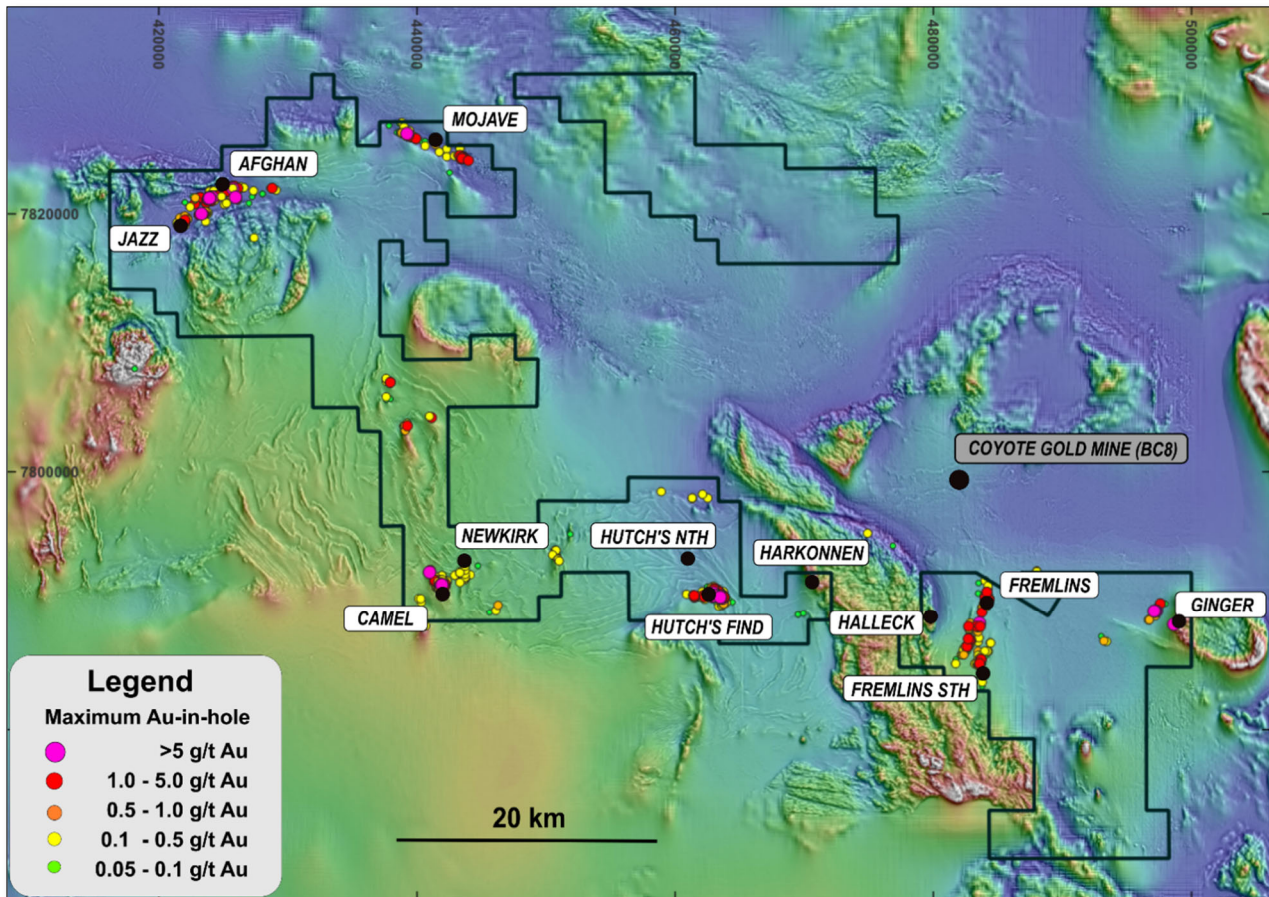 420000
440000
460000
480000
500000
MOJAVE
AFGHAN
7820000
JAZZ
COYOTE GOLD MINE (BC8)
7800000
NEWKIRK
HUTCH'S NTH
HARKONNEN
FREMLINS
GINGER
CAMEL
HUTCH'S FIND
HALLECK
FREMLINS STH
Legend
Maximum Au-in-hole
>5 g/t Au
1.0 - 5.0 g/t Au
0.5 - 1.0 g/t Au
0.1 - 0.5 g/t Au
0.05 - 0.1 g/t Au
20 km